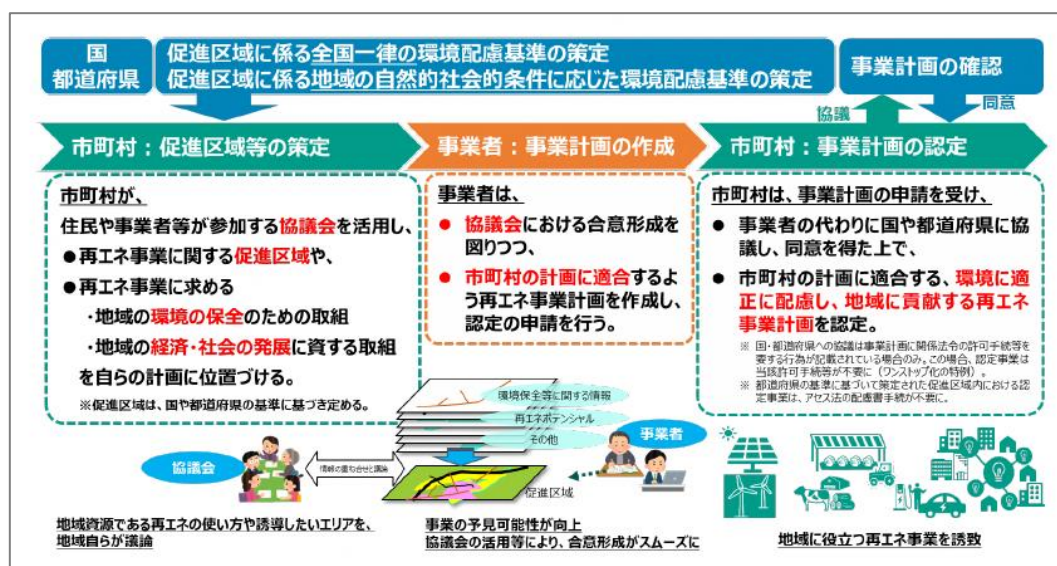 国
都道府県
促進区域に係る全国一律の環境配慮基準の策定
促進区域に係る地域の自然的社会的条件に応じた環境配慮基準の策定
事業計画の確認
協議
同意
市町村：促進区域等の策定
市町村が、
住民や事業者等が参加する協議会を活用し、
●再エネ事業に関する促進区域や、
●再エネ事業に求める
・地域の環境の保全のための取組
・地域の経済・社会の発展に資する取組
を自らの計画に位置づける。
※促進区域は、国や都道府県の基準に基づき定める。
事業者：事業計画の作成
事業者は、
● 協議会における合意形成を
図りつつ、
● 市町村の計画に適合するよ
う再エネ事業計画を作成し、
認定の申請を行う。
市町村：事業計画の認定
市町村は、事業計画の申請を受け、
● 事業者の代わりに国や都道府県に協
議し、同意を得た上で、
● 市町村の計画に適合する、環境に適
正に配慮し、地域に貢献する再エネ
事業計画を認定。
※ 国・都道府県への協議は事業計画に関係法令の許可手続等を
要する行為が記載されている場合のみ。この場合、認定事業は
当該許可手続等が不要に（ワンストップ化の特例）。
※ 都道府県の基準に基づいて策定された促進区域内における認
定事業は、アセス法の配慮書手続が不要に。
協議会
情報の重ね合せと議論
環境保全等に関する情報
再エネポテンシャル
その他
事業者
促進区域
地域資源である再エネの使い方や誘導したいエリアを、
地域自らが議論
事業の予見可能性が向上
協議会の活用等により、合意形成がスムーズに
地域に役立つ再エネ事業を誘致